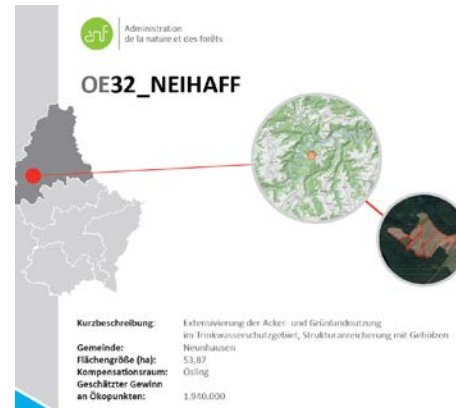 anf
Administration
de la nature et des forêts
OE32_NEIHAFF
Kurzbeschreibung: Extensivierung der Acker- und Grünlandnutzung
im Trinkwasserschutzgebiet, Strukturanreicherung mit Gehölzen
Gemeinde: Neunhausen
Flächengröße (ha): 53,87
Kompensationsraum: Ösling
Geschätzter Gewinn
an Ökopunkten: 1.940.000